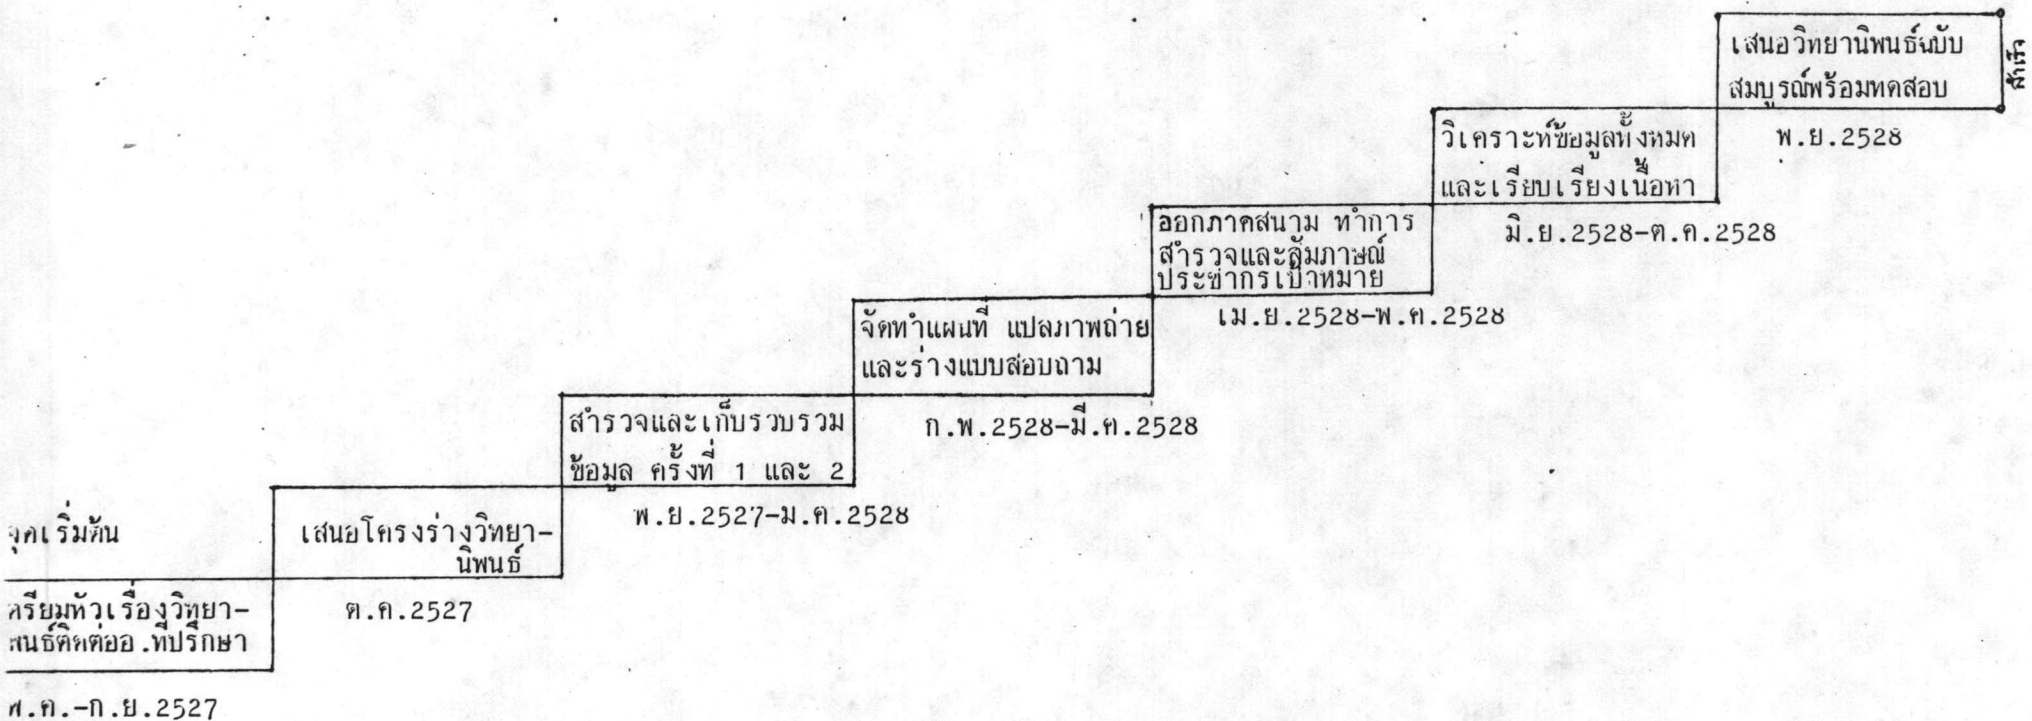 เสนอวิทยานิพนธ์ฉบับ
สมบูรณ์พร้อมทดสอบ
สำเร็จ
พ.ย.2528
วิเคราะห์ข้อมูลทั้งหมด
และเรียบเรียงเนื้อหา
มิ.ย.2528-ต.ค.2528
ออกภาคสนาม ทำการ
สำรวจและสัมภาษณ์
ประชากรเป้าหมาย
เม.ย.2528-พ.ค.2528
จัดทำแผนที่ แปลภาพถ่าย
และร่างแบบสอบถาม
ก.พ.2528-มี.ค.2528
สำรวจและเก็บรวบรวม
ข้อมูล ครั้งที่ 1 และ 2
พ.ย.2527-ม.ค.2528
จุดเริ่มต้น
เสนอโครงร่างวิทยา-
นิพนธ์
ต.ค.2527
ตรียมหัวเรื่องวิทยา-
พนธ์ติดต่ออ.ที่ปรึกษา
พ.ค.-ก.ย.2527